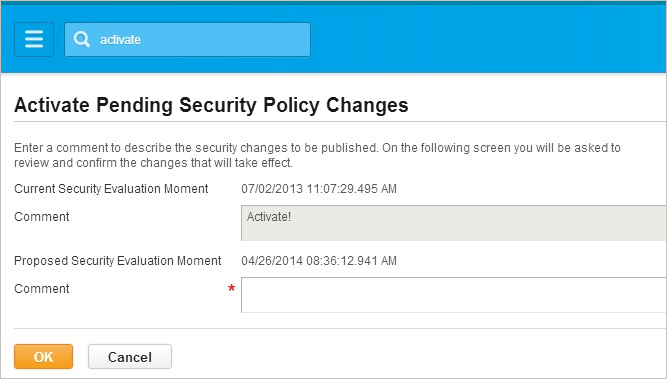 activate
Activate Pending Security Policy Changes
Enter a comment to describe the security changes to be published. On the following screen you will be asked to
review and confirm the changes that will take effect.
Current Security Evaluation Moment 07/02/2013 11:07:29.495 AM
Comment Activate!
Proposed Security Evaluation Moment 04/26/2014 08:36:12.941 AM
Comment *
OK Cancel